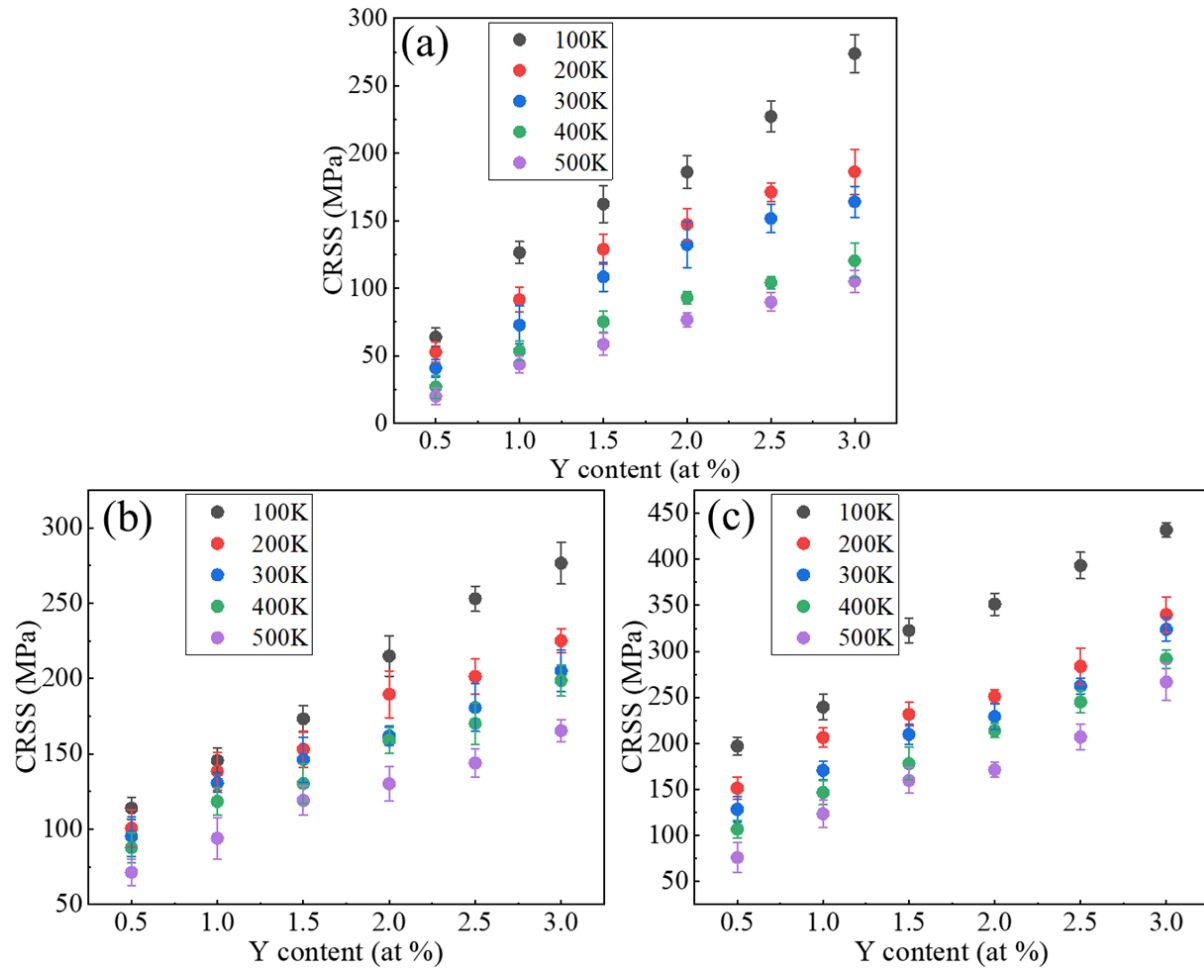 (a)
100K
200K
300K
400K
500K
300
250
200
150
100
50
0
CRSS (MPa)
0.5 1.0 1.5 2.0 2.5 3.0
Y content (at %)
(b)
100K
200K
300K
400K
500K
300
250
200
150
100
50
CRSS (MPa)
0.5 1.0 1.5 2.0 2.5 3.0
Y content (at %)
(c)
100K
200K
300K
400K
500K
450
400
350
300
250
200
150
100
50
CRSS (MPa)
0.5 1.0 1.5 2.0 2.5 3.0
Y content (at %)